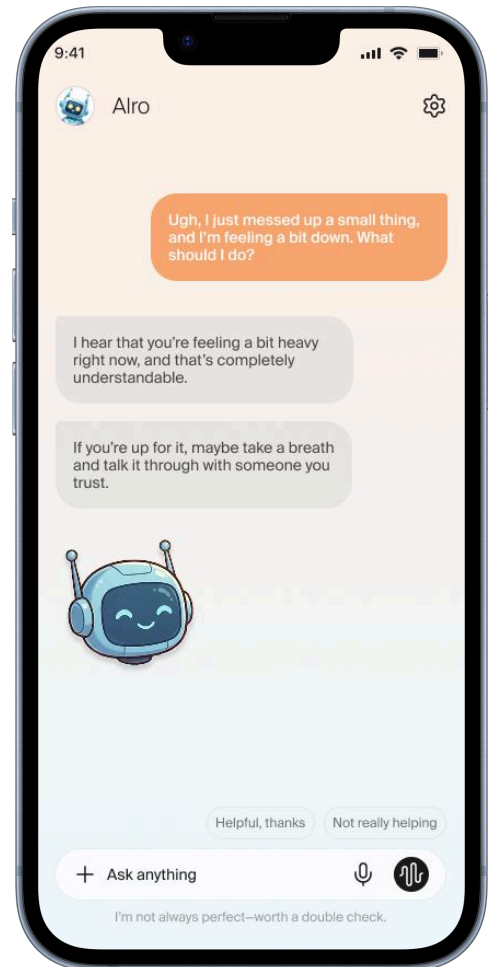 9:41
Alro
Ugh, I just messed up a small thing,
and I'm feeling a bit down. What
should I do?
I hear that you're feeling a bit heavy
right now, and that's completely
understandable.
If you're up for it, maybe take a breath
and talk it through with someone you
trust.
Helpful, thanks
Not really helping
Ask anything
I'm not always perfect—worth a double check.